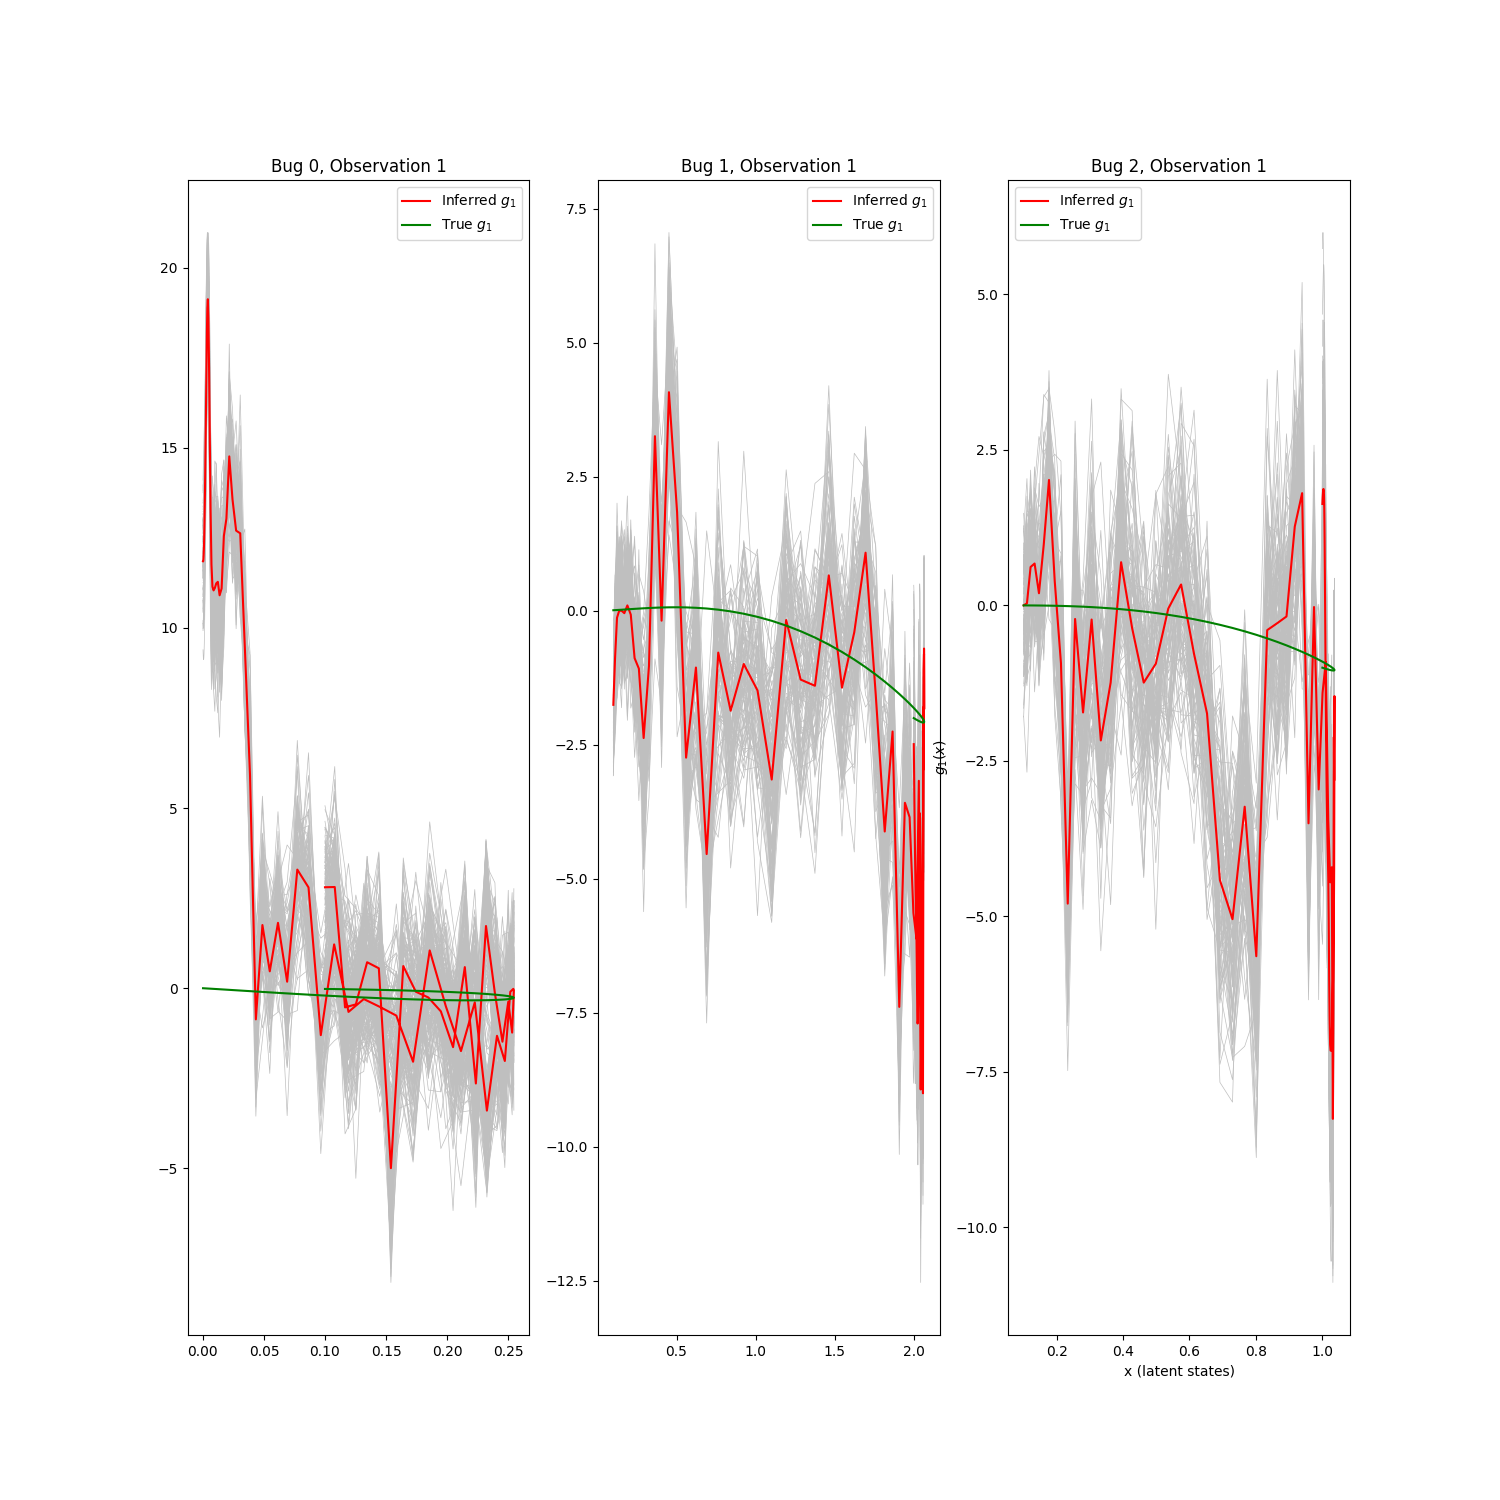 Bug 0, Observation 1
Inferred g₁
True g₁
20
15
10
5
0
−5
0.00 0.05 0.10 0.15 0.20 0.25
Bug 1, Observation 1
Inferred g₁
True g₁
7.5
5.0
2.5
0.0
−2.5
−5.0
−7.5
−10.0
−12.5
0.5 1.0 1.5 2.0
Bug 2, Observation 1
Inferred g₁
True g₁
g₁(x)
5.0
2.5
0.0
−2.5
−5.0
−7.5
−10.0
0.2 0.4 0.6 0.8 1.0
x (latent states)